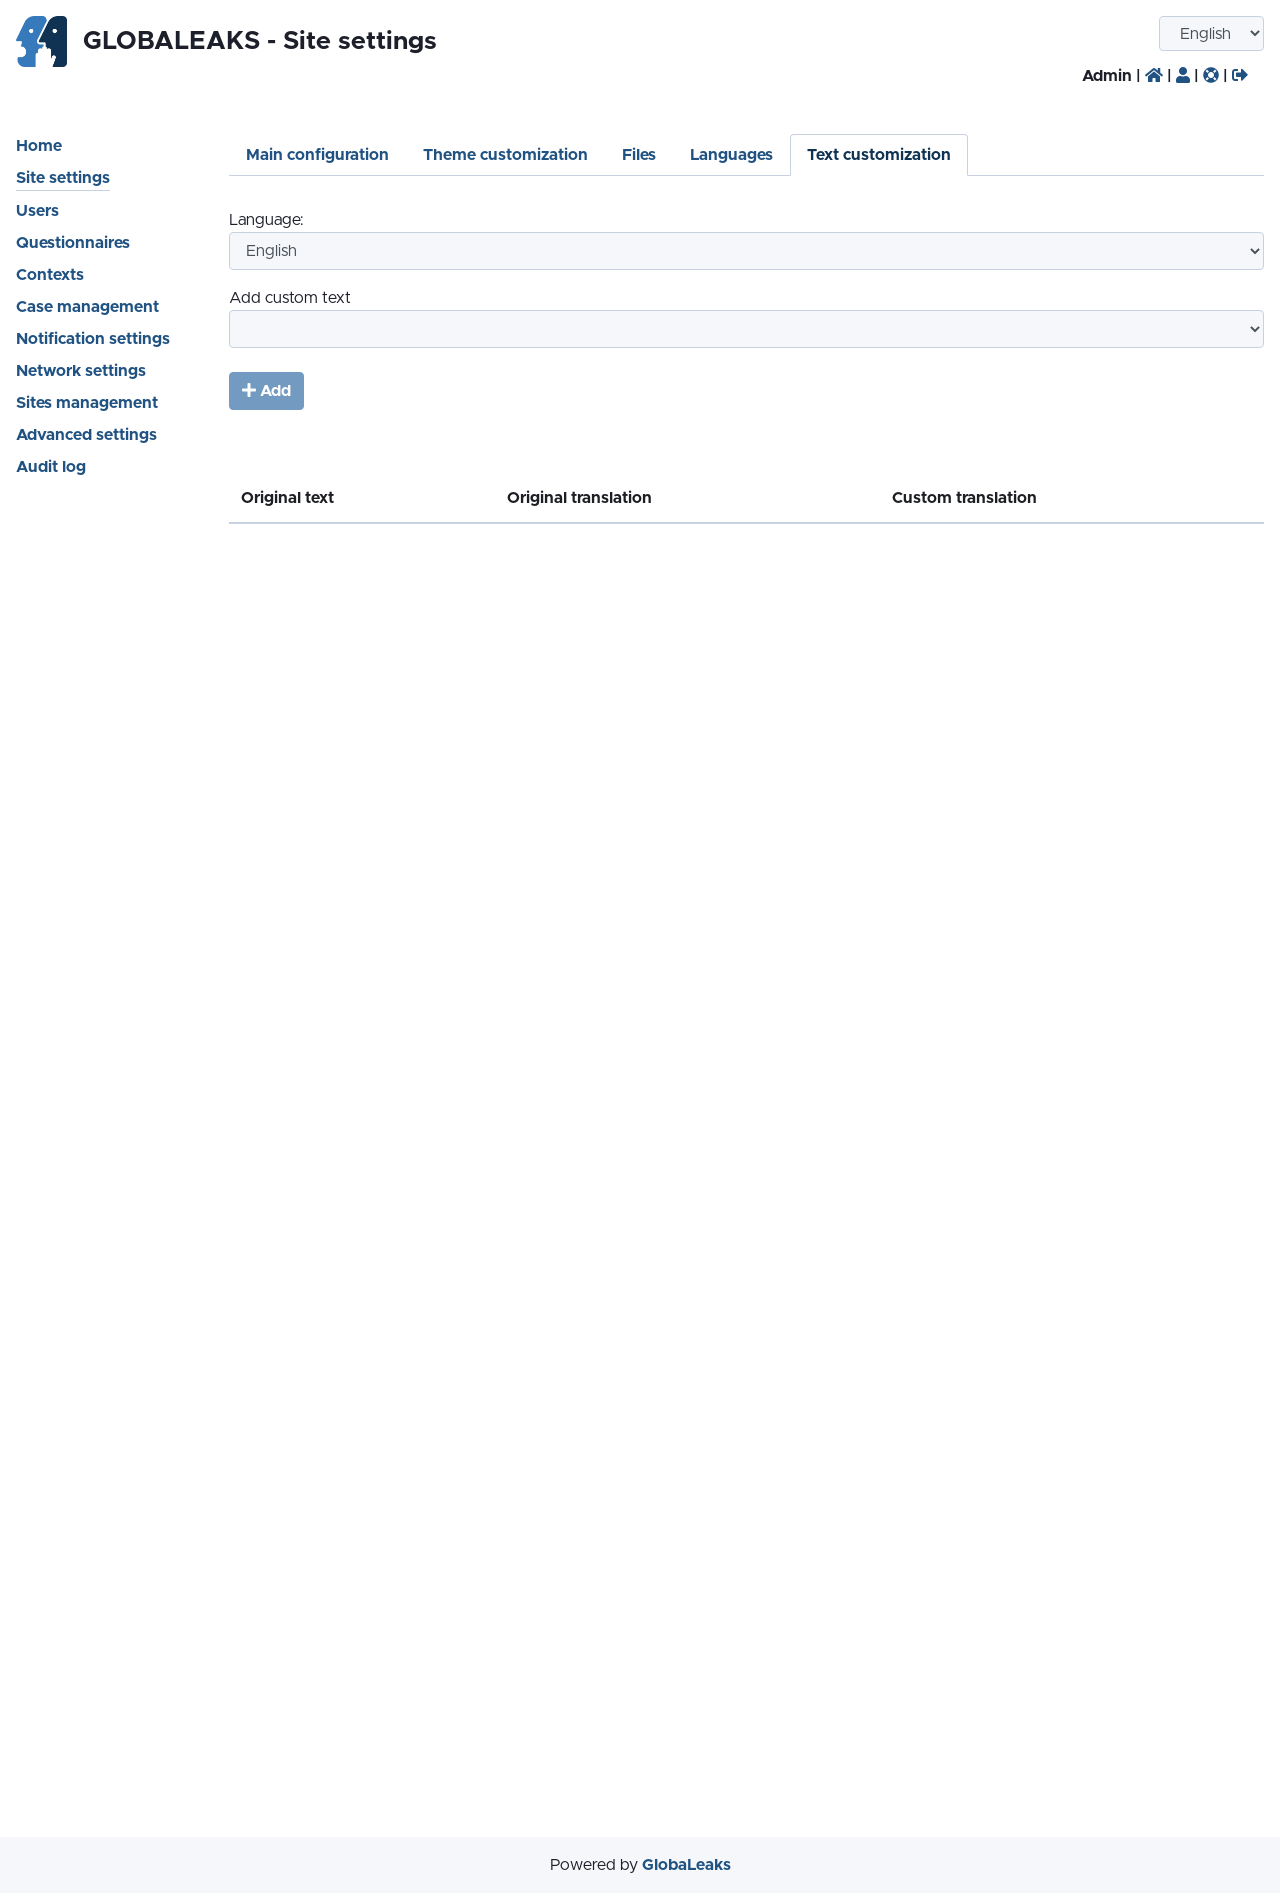 GLOBALEAKS - Site settings
English
Admin | | | |
Home
Site settings
Users
Questionnaires
Contexts
Case management
Notification settings
Network settings
Sites management
Advanced settings
Audit log
Main configuration Theme customization Files Languages Text customization
Language:
English
Add custom text
Add
Original text Original translation Custom translation
Powered by GlobaLeaks